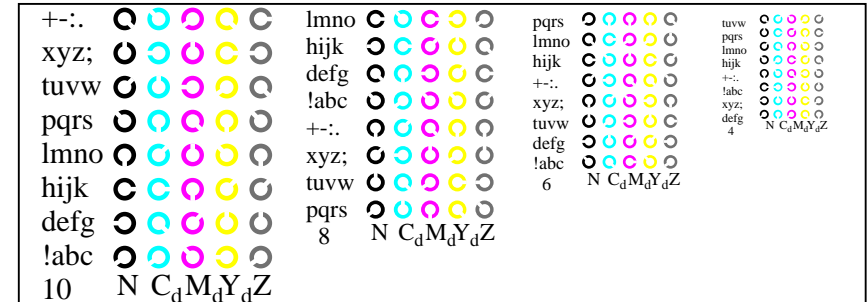 +-:.
xyz;
tuvw
pqrs
lmno
hijk
defg
!abc
10 N CdMdYdZ
lmno
hijk
defg
!abc
+-:.
xyz;
tuvw
pqrs
8 N CdMdYdZ
pqrs
lmno
hijk
+-:.
xyz;
tuvw
defg
!abc
6 N CdMdYdZ
tuvw
pqrs
lmno
hijk
+-:.
!abc
xyz;
defg
4 N CdMdYdZ